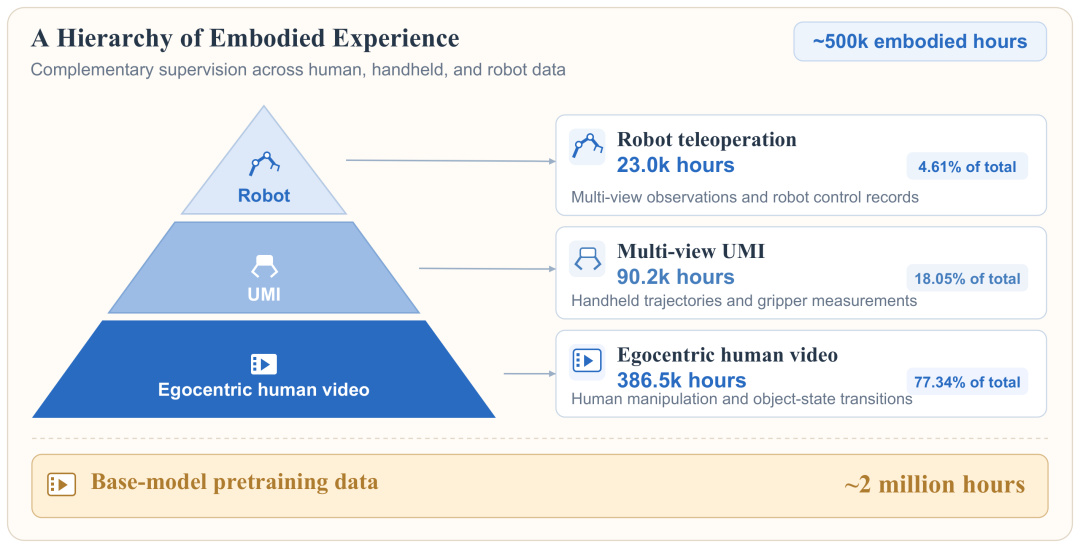 A Hierarchy of Embodied Experience
~500k embodied hours
Complementary supervision across human, handheld, and robot data
Robot
Robot teleoperation
23.0k hours
4.61% of total
Multi-view observations and robot control records
UMI
Multi-view UMI
90.2k hours
18.05% of total
Handheld trajectories and gripper measurements
Egocentric human video
Egocentric human video
386.5k hours
77.34% of total
Human manipulation and object-state transitions
Base-model pretraining data
~2 million hours